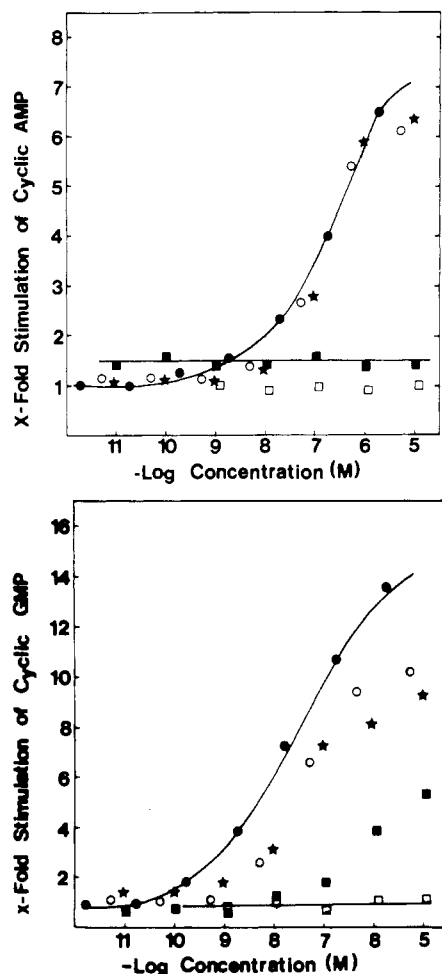 X-Fold Stimulation of Cyclic AMP
8
7
6
5
4
3
2
1
11 10 9 8 7 6 5
-Log Concentration (M)
x-Fold Stimulation of Cyclic GMP
16
14
12
10
8
6
4
2
11 10 9 8 7 6 5
-Log Concentration (M)